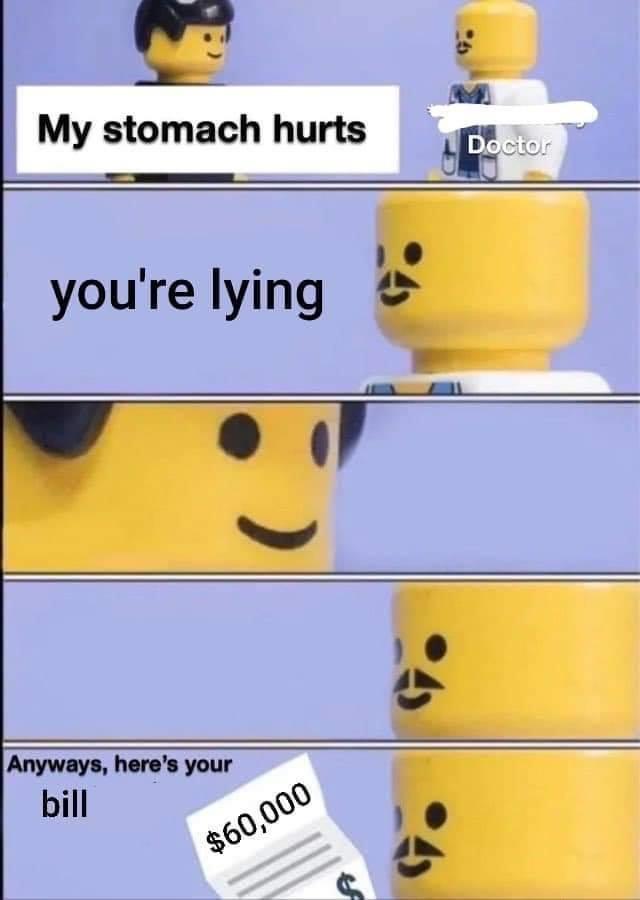 My stomach hurts
Doctor
you're lying
Anyways, here's your
bill
$60,000
$